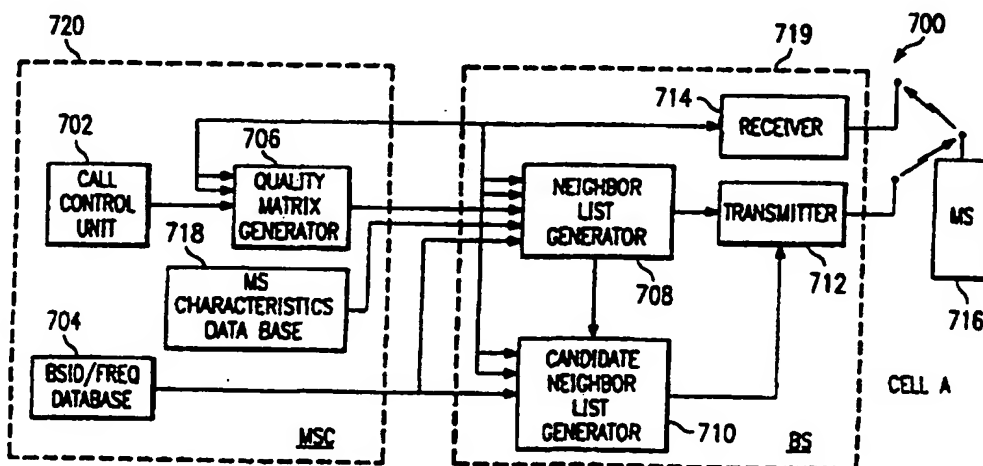 720
719
700
714
RECEIVER
702
706
CALL
CONTROL
UNIT
QUALITY
MATRIX
GENERATOR
NEIGHBOR
LIST
GENERATOR
TRANSMITTER
MS
718
708
712
MS
CHARACTERISTICS
DATA BASE
716
704
BSID/FREQ
DATABASE
CANDIDATE
NEIGHBOR
LIST
GENERATOR
CELL A
710
MSC
BS